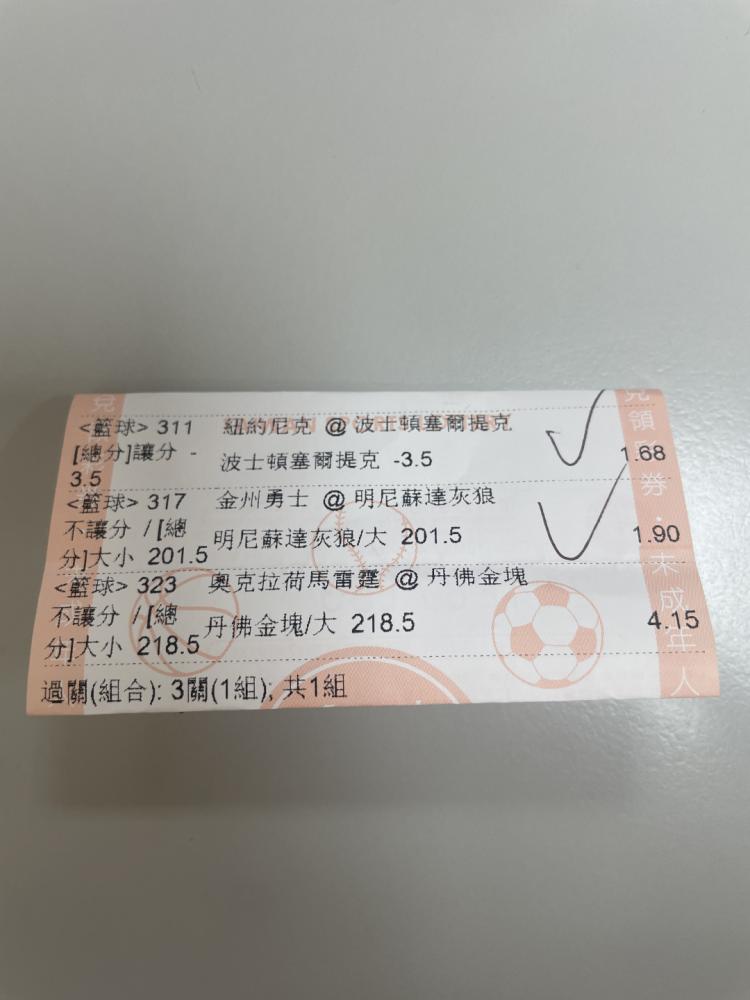 <籃球> 311 紐約尼克 @ 波士頓塞爾提克
[總分]讓分 -3.5 波士頓塞爾提克 -3.5 1.68
<籃球> 317 金州勇士 @ 明尼蘇達灰狼
不讓分 /[總分]大小 201.5 明尼蘇達灰狼/大 201.5 1.90
<籃球> 323 奧克拉荷馬雷霆 @ 丹佛金塊
不讓分 /[總分]大小 218.5 丹佛金塊/大 218.5 4.15
過關(組合): 3關(1組), 共1組
兌領彩券・未成年人